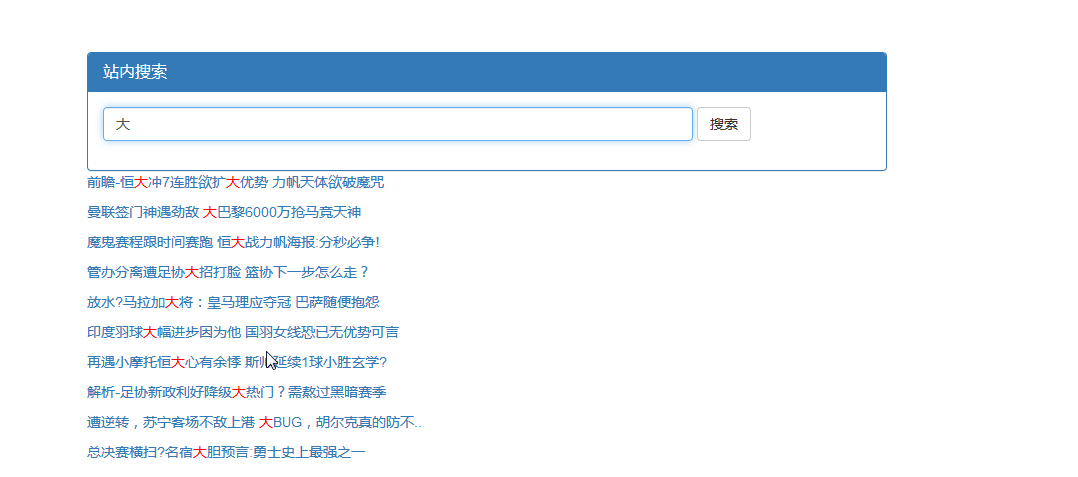 站内搜索
大
搜索
前瞻-恒大冲7连胜欲扩大优势 力帆天体欲破魔咒
曼联签门神遇劲敌 大巴黎6000万抢马竞天神
魔鬼赛程跟时间赛跑 恒大战力帆海报:分秒必争!
管办分离遭足协大招打脸 篮协下一步怎么走？
放水?马拉加大将：皇马理应夺冠 巴萨随便抱怨
印度羽球大幅进步因为他 国羽女线恐已无优势可言
再遇小摩托恒大心有余悸 斯帅延续1球小胜玄学?
解析-足协新政利好降级大热门？需熬过黑暗赛季
遭逆转，苏宁客场不敌上港 大BUG，胡尔克真的防不..
总决赛横扫?名宿大胆预言:勇士史上最强之一